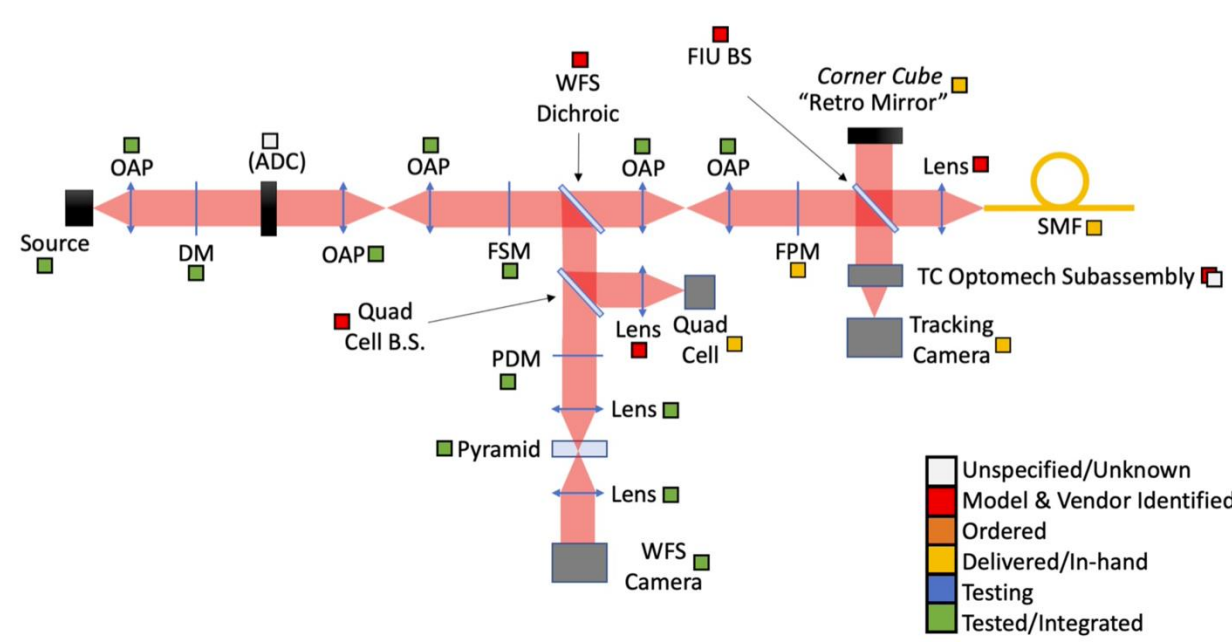 FIU BS
WFS
Dichroic
Corner Cube
“Retro Mirror”
OAP
(ADC)
OAP
OAP
OAP
Lens
Source
DM
OAP
FSM
FPM
SMF
TC Optomech Subassembly
Quad
Cell B.S.
Lens
Quad
Cell
Tracking
Camera
PDM
Lens
Pyramid
Lens
WFS
Camera
Unspecified/Unknown
Model & Vendor Identified
Ordered
Delivered/In-hand
Testing
Tested/Integrated